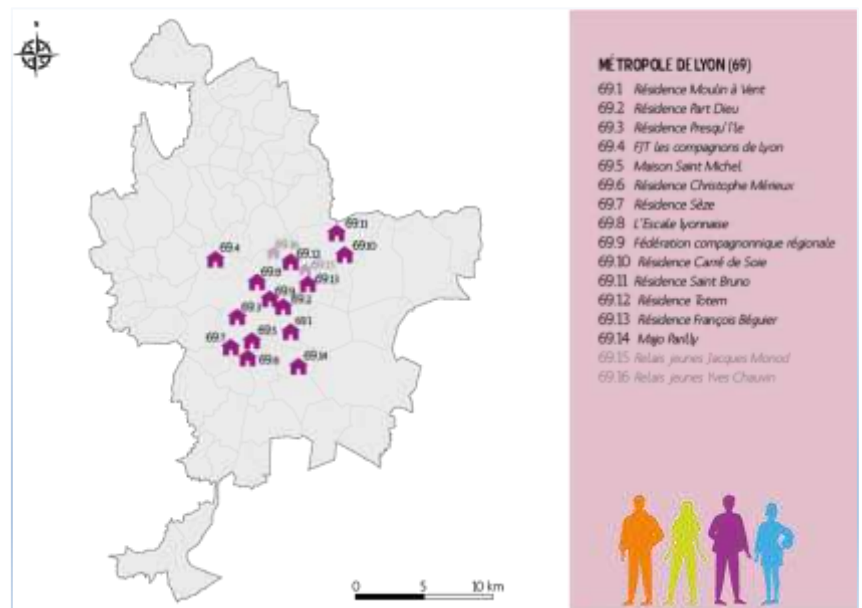 MÉTROPOLE DE LYON (69)
69.1 Résidence Moulin à Vent
69.2 Résidence Part Dieu
69.3 Résidence Presqu'île
69.4 FJT les compagnons de Lyon
69.5 Maison Saint Michel
69.6 Résidence Christophe Mérieux
69.7 Résidence Sèze
69.8 L'Escale lyonnaise
69.9 Fédération compagnonnique régionale
69.10 Résidence Carré de Soie
69.11 Résidence Saint Bruno
69.12 Résidence Totem
69.13 Résidence François Béguier
69.14 Majo Parilly
69.15 Relais jeunes Jacques Monod
69.16 Relais jeunes Yves Chauvin
69.11
69.16
69.4
69.12
69.10
69.15
69.13
69.2
69.3
69.1
69.5
69.7
69.6
69.14
0 5 10 km